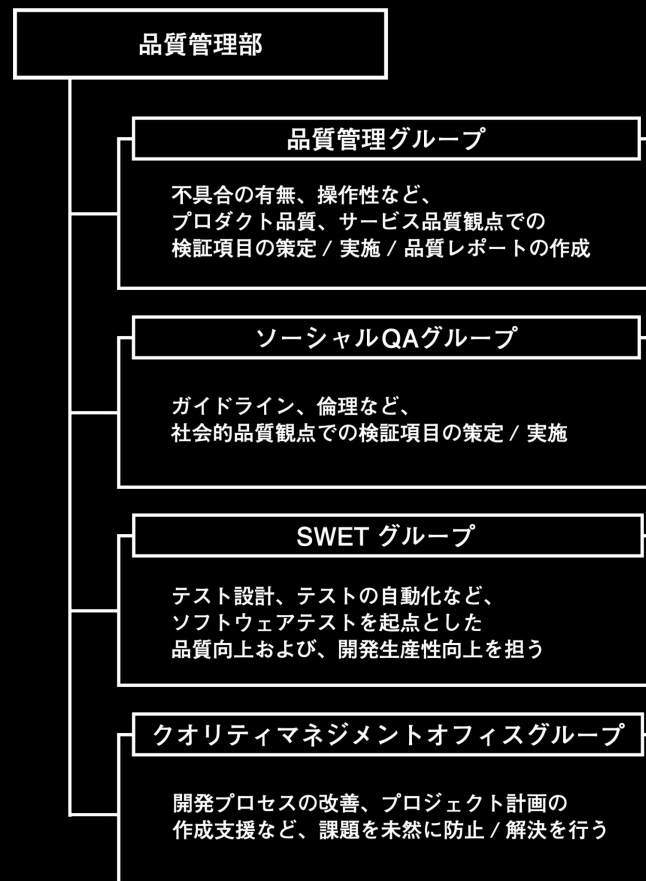 品質管理部
品質管理グループ
不具合の有無、操作性など、
プロダクト品質、サービス品質観点での
検証項目の策定 / 実施 / 品質レポートの作成
ソーシャルQAグループ
ガイドライン、倫理など、
社会的品質観点での検証項目の策定 / 実施
SWET グループ
テスト設計、テストの自動化など、
ソフトウェアテストを起点とした
品質向上および、開発生産性向上を担う
クオリティマネジメントオフィスグループ
開発プロセスの改善、プロジェクト計画の
作成支援など、課題を未然に防止 / 解決を行う